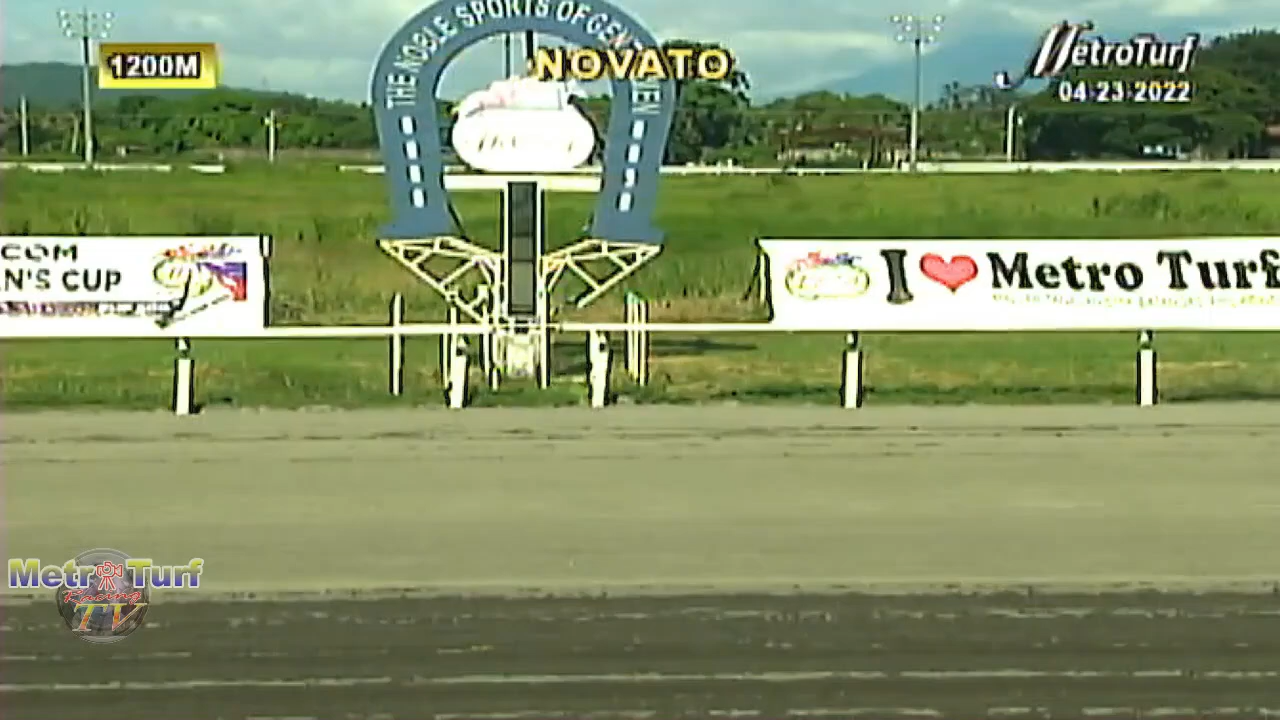 1200M
THE NOBLE SPORTS OF GENTLEMEN
NOVATO
MetroTurf
04-23-2022
COM
N'S CUP
I ❤ Metro Turf
Metro Turf
Racing
TV